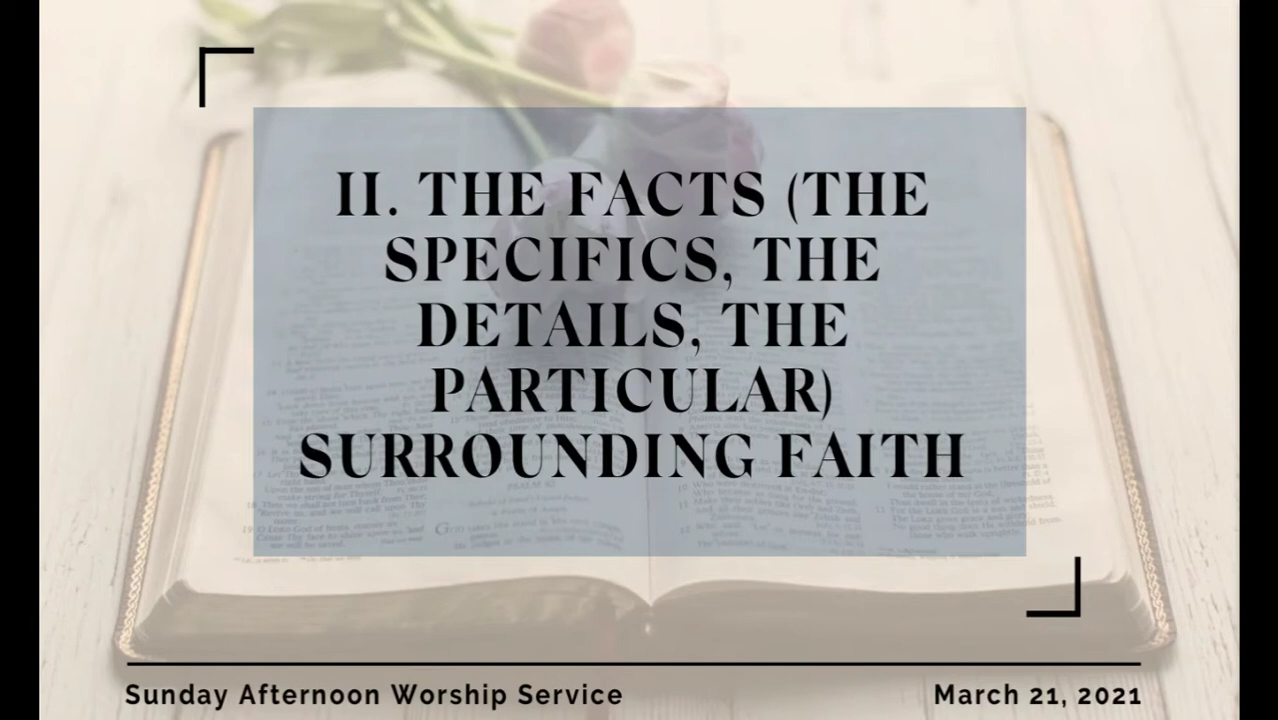 II. THE FACTS (THE
SPECIFICS, THE
DETAILS, THE
PARTICULAR)
SURROUNDING FAITH
Sunday Afternoon Worship Service
March 21, 2021